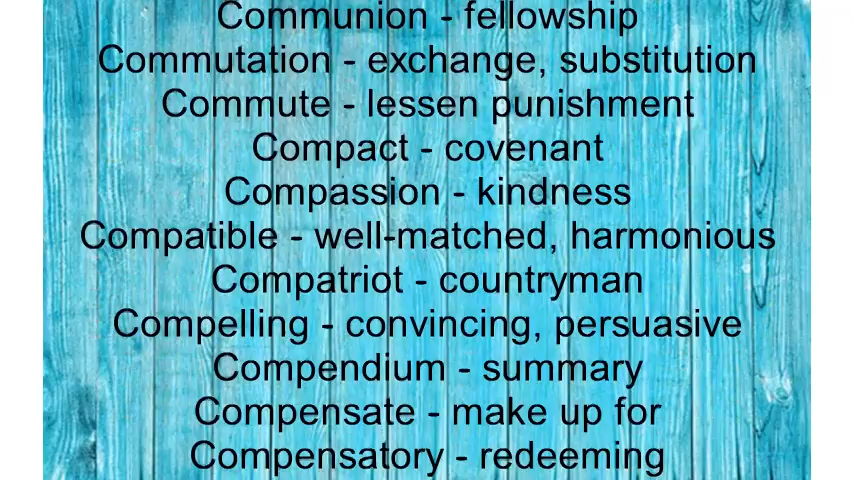 Communion - fellowship
Commutation - exchange, substitution
Commute - lessen punishment
Compact - covenant
Compassion - kindness
Compatible - well-matched, harmonious
Compatriot - countryman
Compelling - convincing, persuasive
Compendium - summary
Compensate - make up for
Compensatory - redeeming